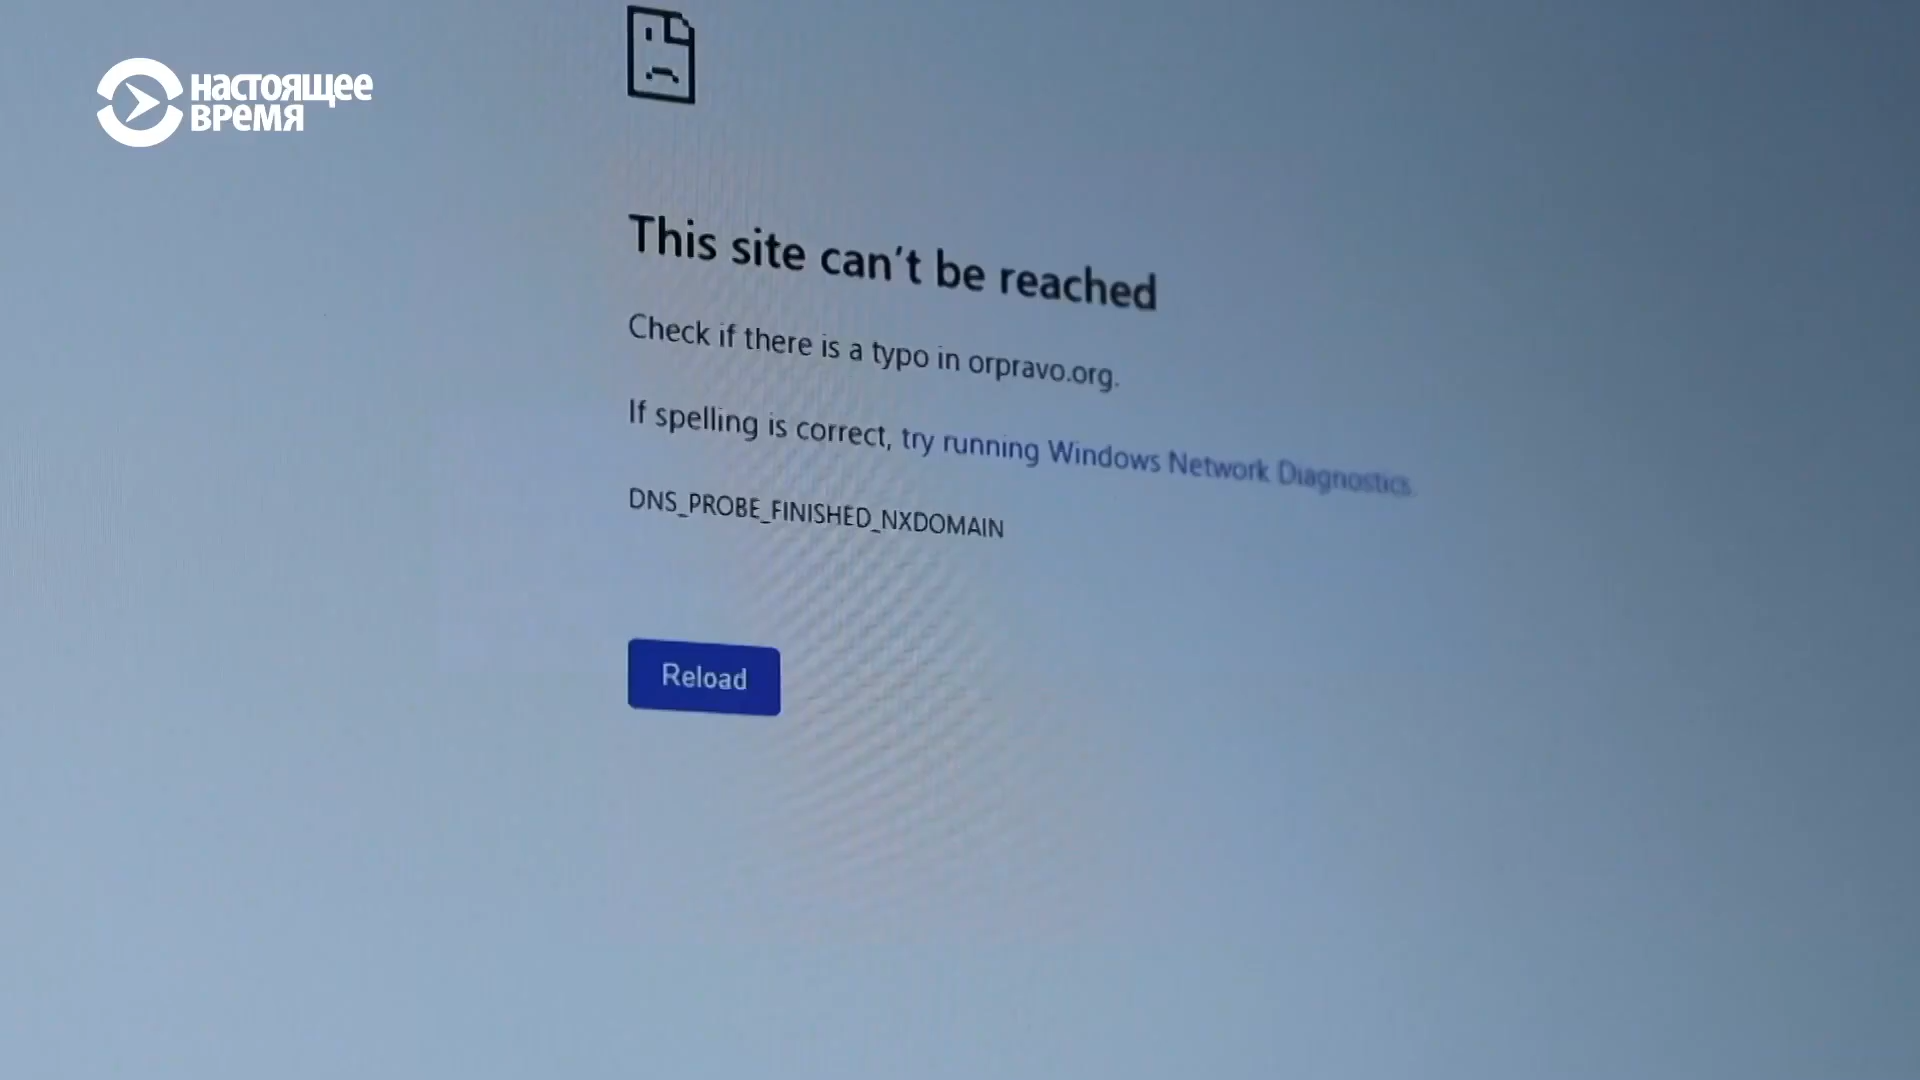 НАСТОЯЩЕЕ
ВРЕМЯ
This site can't be reached
Check if there is a typo in orpravo.org.
If spelling is correct, try running Windows Network Diagnostics.
DNS_PROBE_FINISHED_NXDOMAIN
Reload